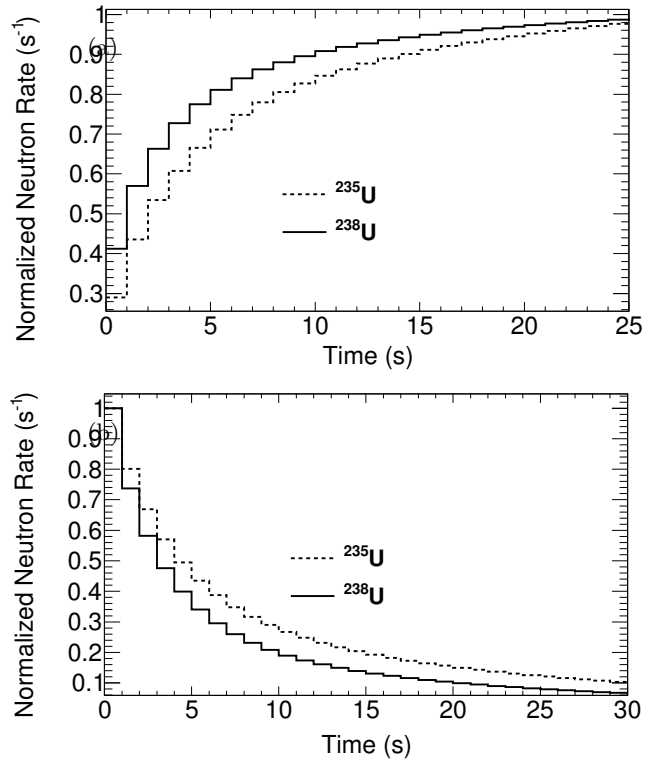 Normalized Neutron Rate (s⁻¹)
1
(a)
0.9
0.8
0.7
0.6
0.5
0.4
0.3
²³⁵U
²³⁸U
0 5 10 15 20 25
Time (s)
Normalized Neutron Rate (s⁻¹)
1
(b)
0.9
0.8
0.7
0.6
0.5
0.4
0.3
0.2
0.1
²³⁵U
²³⁸U
0 5 10 15 20 25 30
Time (s)